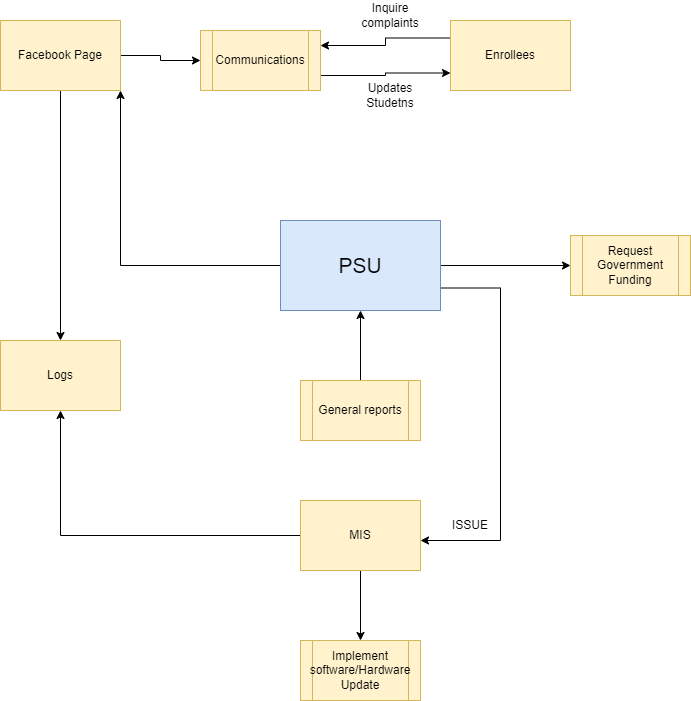 Inquire
complaints
Facebook Page
Communications
Enrollees
Updates
Studetns
PSU
Request
Government
Funding
Logs
General reports
ISSUE
MIS
Implement
software/Hardware
Update